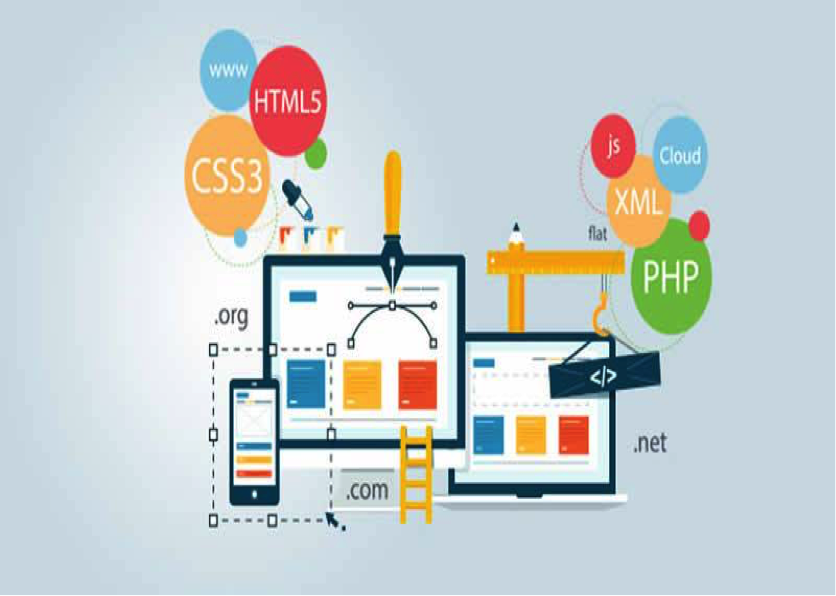 www
HTML5
CSS3
js
Cloud
XML
flat
PHP
.org
</>
.net
.com